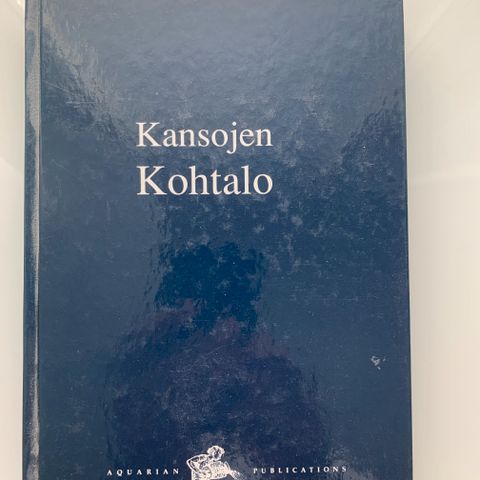 Kansojen
Kohtalo
AQUARIAN PUBLICATIONS